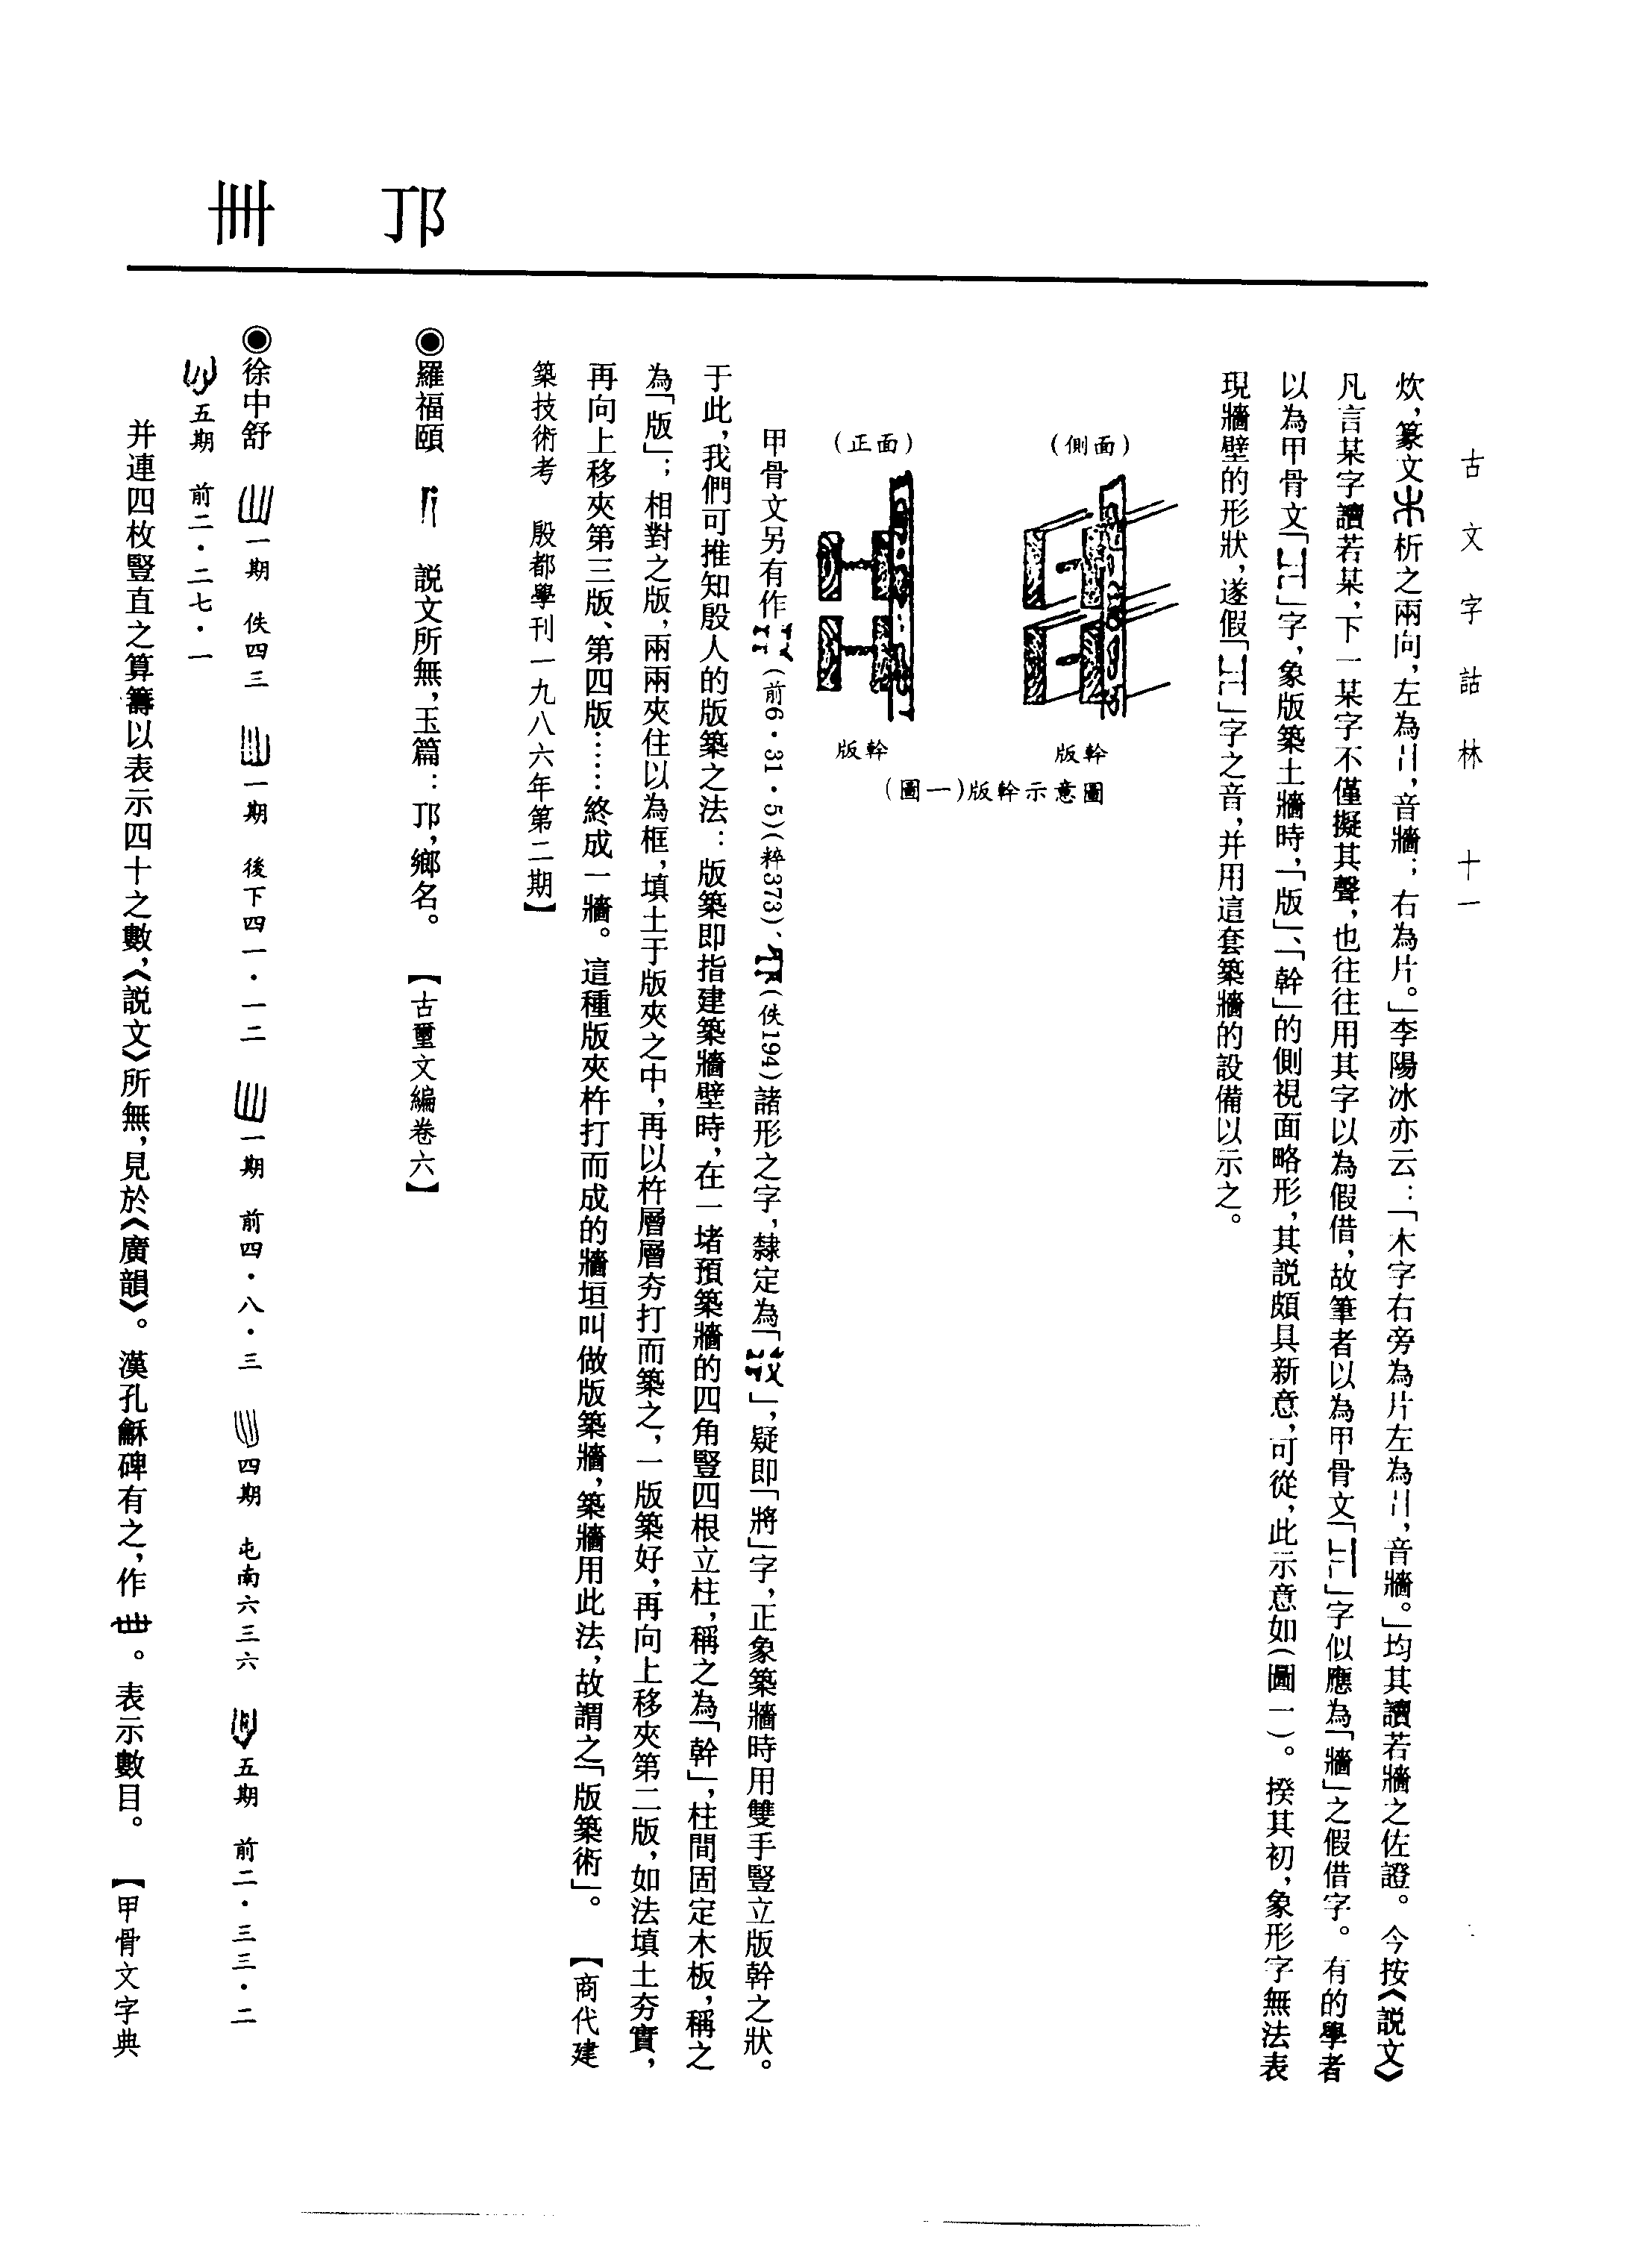 古文字詁林 十一
炊,篆文析之兩向,左為爿,音牆;右為片。」李陽冰亦云:「木字右旁為片左為爿,音牆。」均其讀若牆之佐證。今按《説文》
凡言某字讀若某,下一某字不僅擬其聲,也往往用其字以為假借,故筆者以為甲骨文「」字似應為「牆」之假借字。有的學者
以為甲骨文「」字,象版築土牆時,「版」、「榦」的側視面略形,其説頗具新意,可從,此示意如(圖一)。揆其初,象形字無法表
現牆壁的形狀,遂假「」字之音,并用這套築牆的設備以示之。
(側面)
版榦
(正面)
版榦
(圖一)版榦示意圖
甲骨文另有作(前6·31·5)(粹373)、(佚194)諸形之字,隸定為「」,疑即「將」字,正象築牆時用雙手豎立版榦之狀。
于此,我們可推知殷人的版築之法:版築即指建築牆壁時,在一堵預築牆的四角豎四根立柱,稱之為「榦」,柱間固定木板,稱之
為「版」;相對之版,兩兩夾住以為框,填土于版夾之中,再以杵層層夯打而築之,一版築好,再向上移夾第二版,如法填土夯實,
再向上移夾第三版、第四版……終成一牆。這種版夾杵打而成的牆垣叫做版築牆,築牆用此法,故謂之「版築術」。 【商代建
築技術考 殷都學刊一九八六年第二期】
邒
◉羅福頤 説文所無,玉篇:邒,鄉名。 【古璽文編卷六】
卌
◉徐中舒 一期 佚四三 一期 後下四一·一二 一期 前四·八·三 四期 屯南六三六 五期 前二·三三·二
五期 前二·二七·一
并連四枚豎直之算籌以表示四十之數,《説文》所無,見於《廣韻》。漢孔龢碑有之,作卌。表示數目。 【甲骨文字典